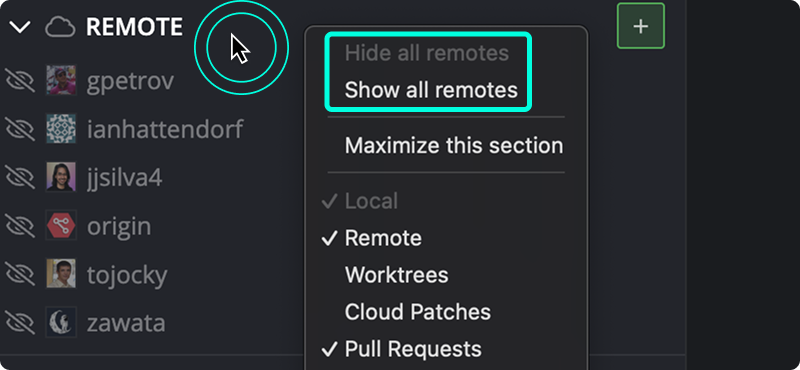 REMOTE
gpetrov
ianhattendorf
jjsilva4
origin
tojocky
zawata
+
Hide all remotes
Show all remotes
Maximize this section
Local
Remote
Worktrees
Cloud Patches
Pull Requests